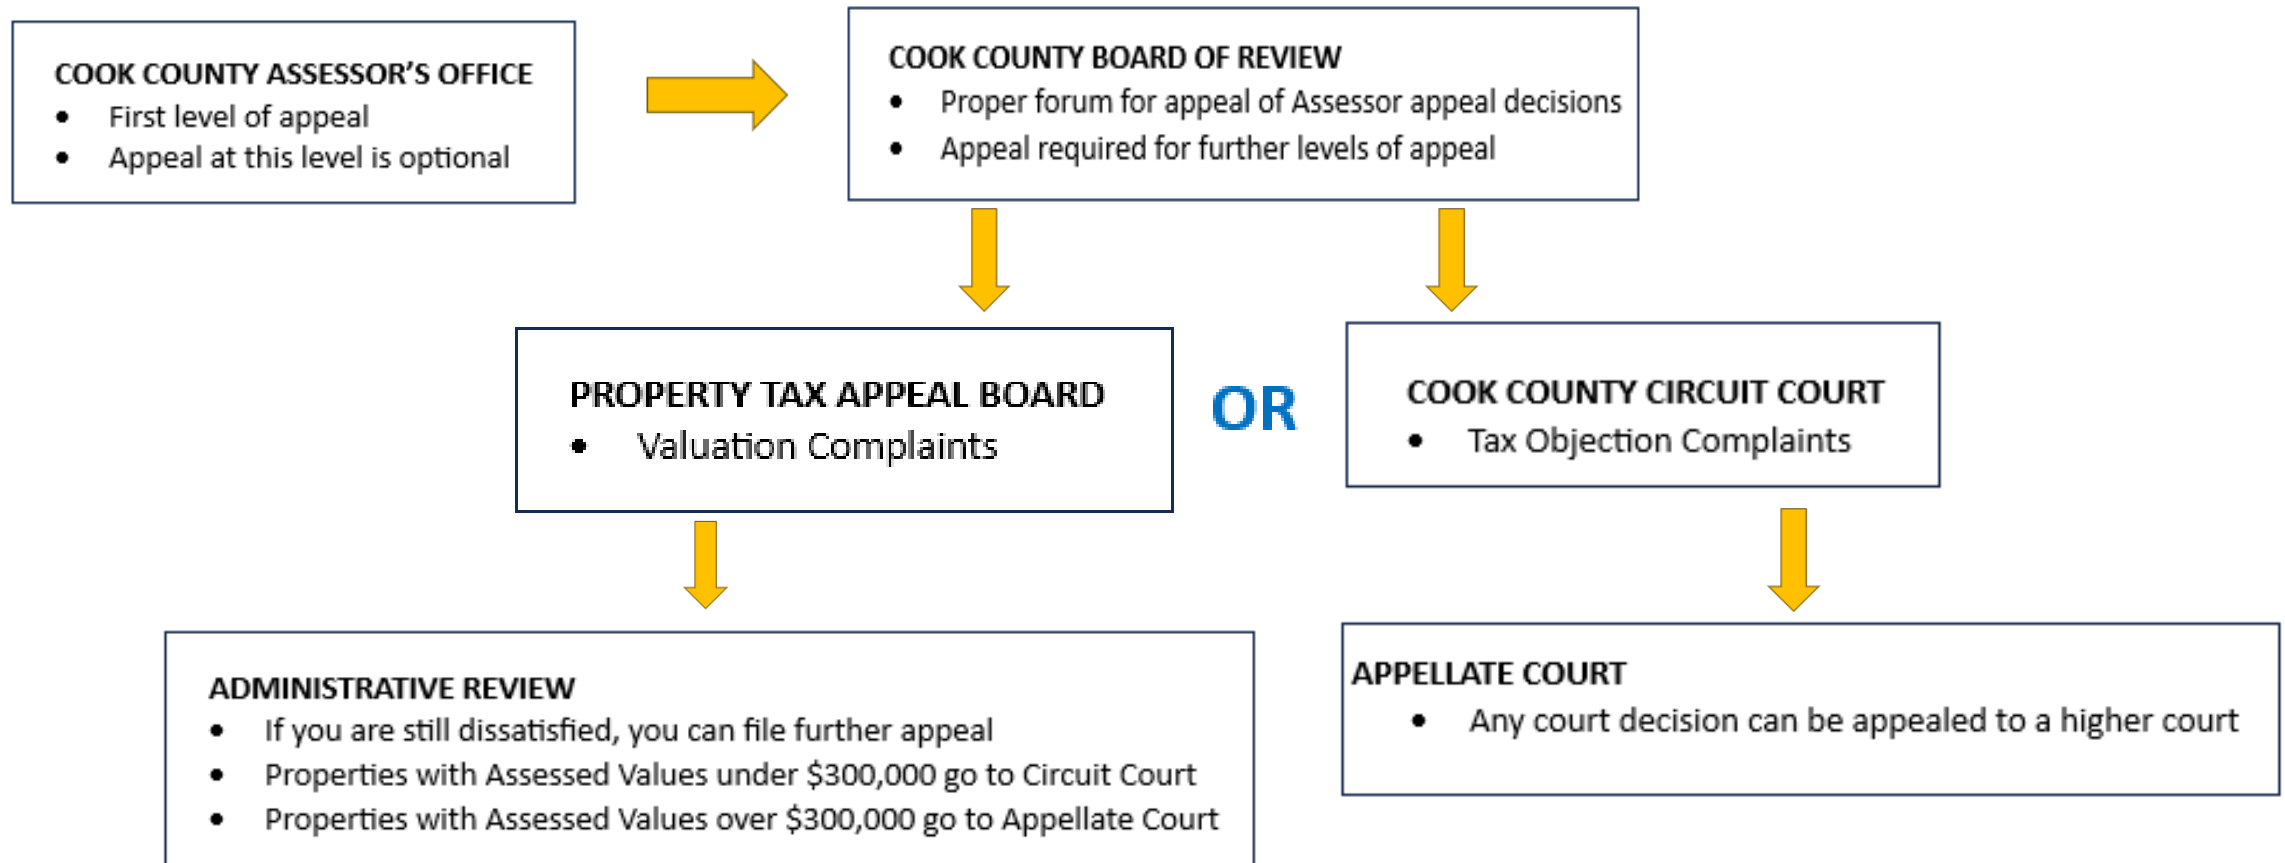 COOK COUNTY ASSESSOR’S OFFICE
• First level of appeal
• Appeal at this level is optional
COOK COUNTY BOARD OF REVIEW
• Proper forum for appeal of Assessor appeal decisions
• Appeal required for further levels of appeal
PROPERTY TAX APPEAL BOARD
• Valuation Complaints
OR
COOK COUNTY CIRCUIT COURT
• Tax Objection Complaints
ADMINISTRATIVE REVIEW
• If you are still dissatisfied, you can file further appeal
• Properties with Assessed Values under $300,000 go to Circuit Court
• Properties with Assessed Values over $300,000 go to Appellate Court
APPELLATE COURT
• Any court decision can be appealed to a higher court